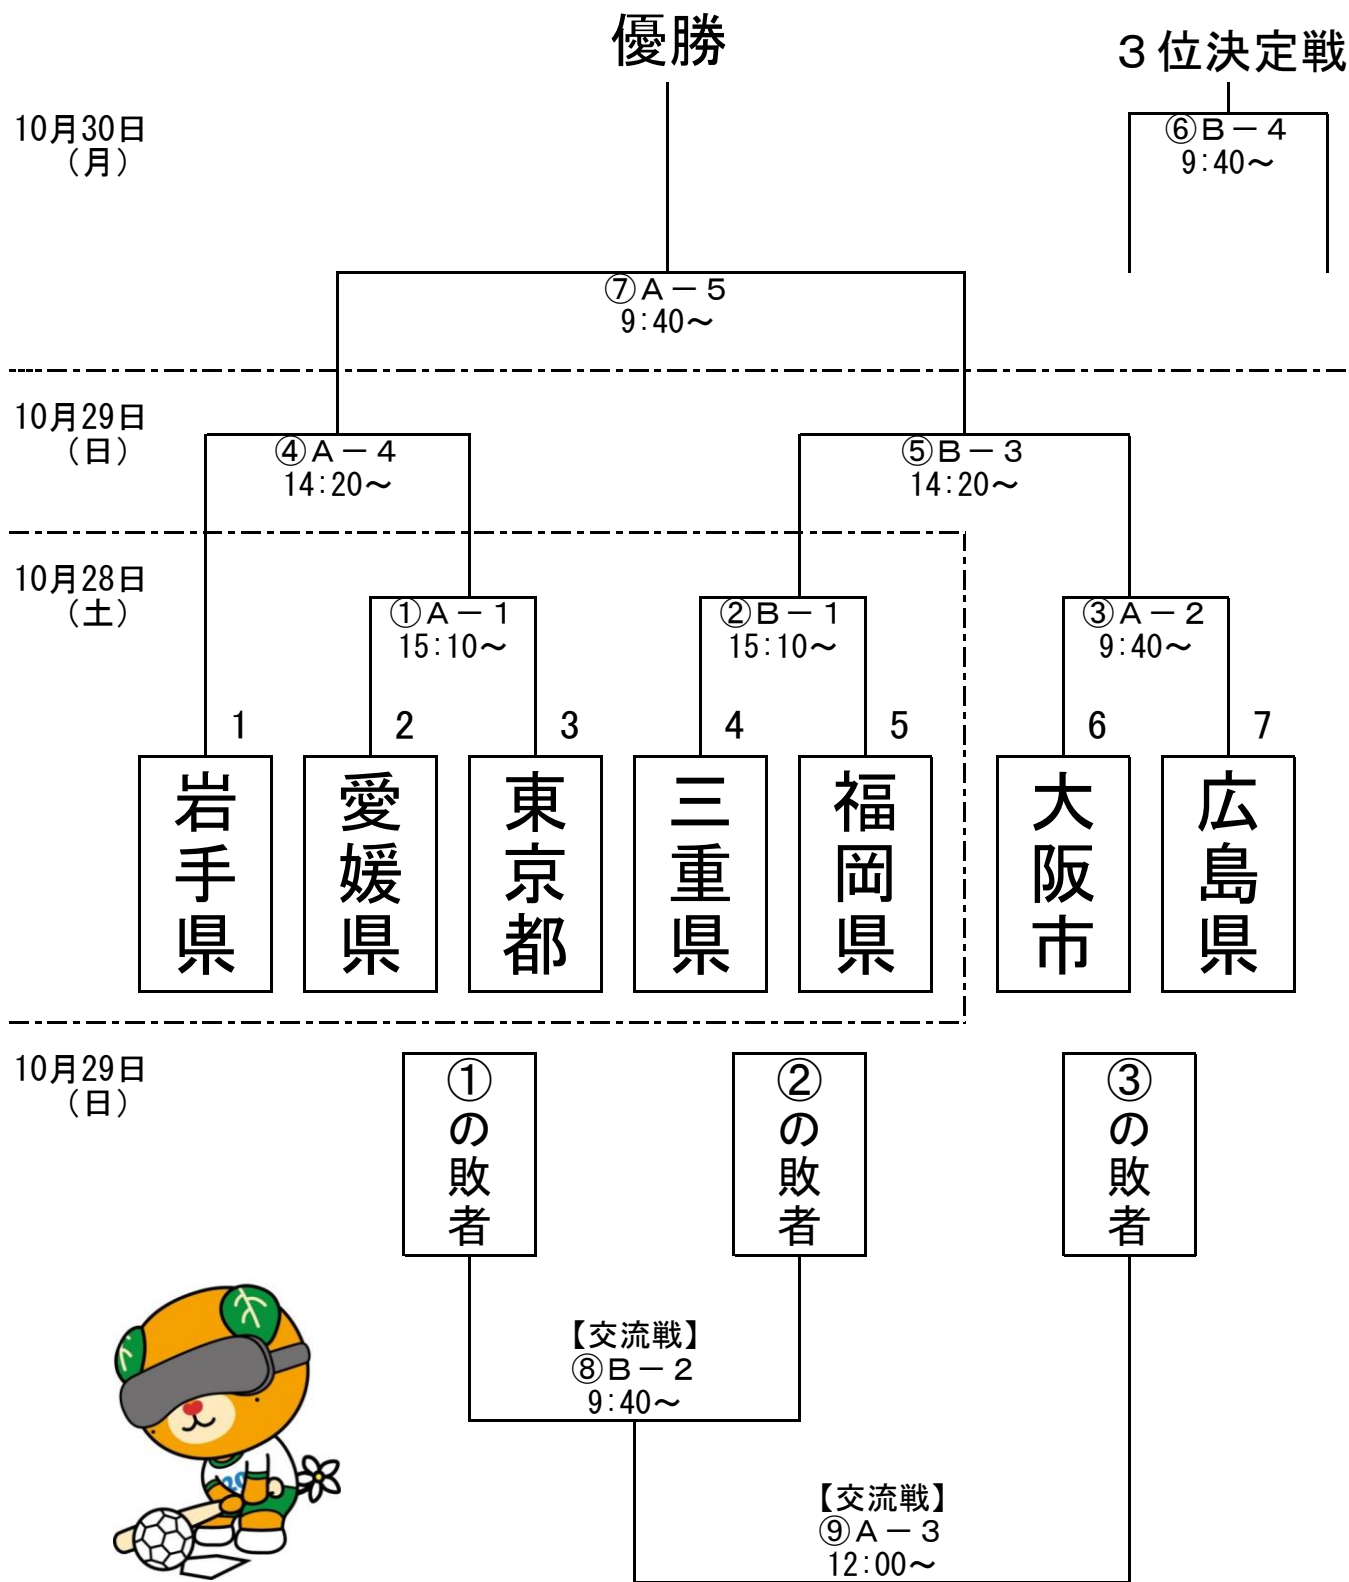 優勝
３位決定戦
10月30日
（月）
⑥Ｂ－４
9:40～
⑦Ａ－５
9:40～
10月29日
（日）
④Ａ－４
14:20～
⑤Ｂ－３
14:20～
10月28日
（土）
①Ａ－１
15:10～
②Ｂ－１
15:10～
③Ａ－２
9:40～
1
2
3
4
5
6
7
岩手県
愛媛県
東京都
三重県
福岡県
大阪市
広島県
10月29日
（日）
①の敗者
②の敗者
③の敗者
【交流戦】
⑧Ｂ－２
9:40～
【交流戦】
⑨Ａ－３
12:00～